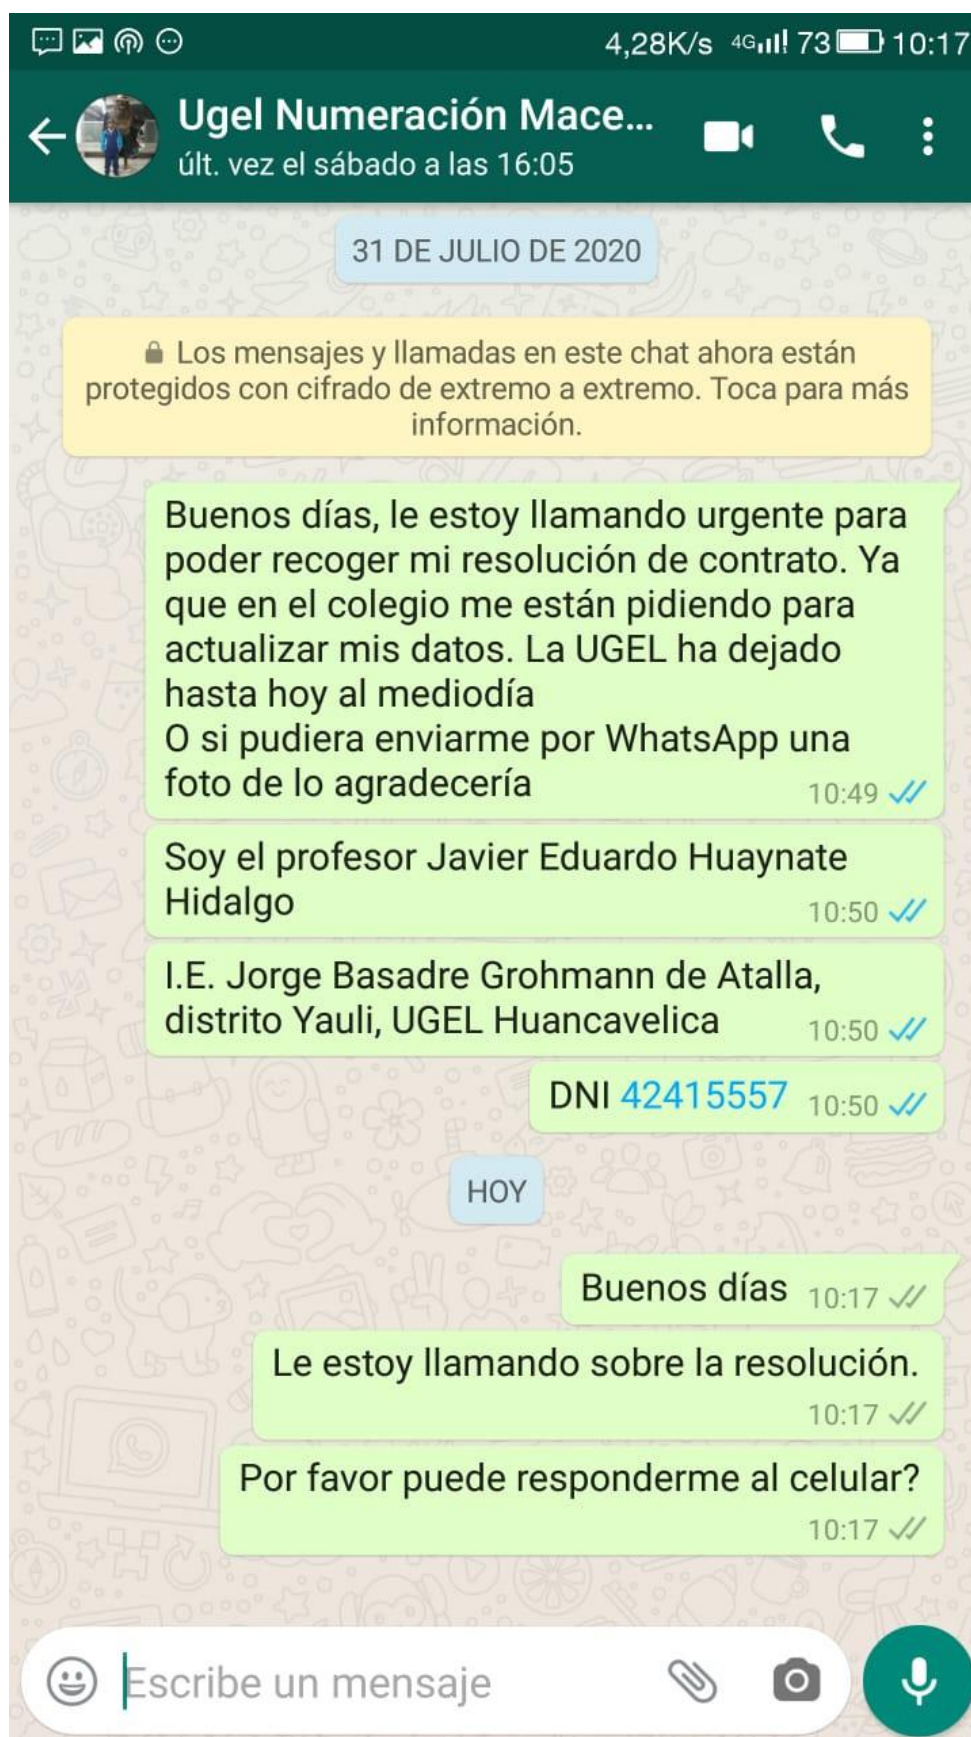 4,28K/s 4G 73 10:17
Ugel Numeración Mace...
últ. vez el sábado a las 16:05
31 DE JULIO DE 2020
Los mensajes y llamadas en este chat ahora están
protegidos con cifrado de extremo a extremo. Toca para más
información.
Buenos días, le estoy llamando urgente para
poder recoger mi resolución de contrato. Ya
que en el colegio me están pidiendo para
actualizar mis datos. La UGEL ha dejado
hasta hoy al mediodía
O si pudiera enviarme por WhatsApp una
foto de lo agradecería
10:49
Soy el profesor Javier Eduardo Huaynate
Hidalgo
10:50
I.E. Jorge Basadre Grohmann de Atalla,
distrito Yauli, UGEL Huancavelica
10:50
DNI 42415557 10:50
HOY
Buenos días 10:17
Le estoy llamando sobre la resolución.
10:17
Por favor puede responderme al celular?
10:17
Escribe un mensaje